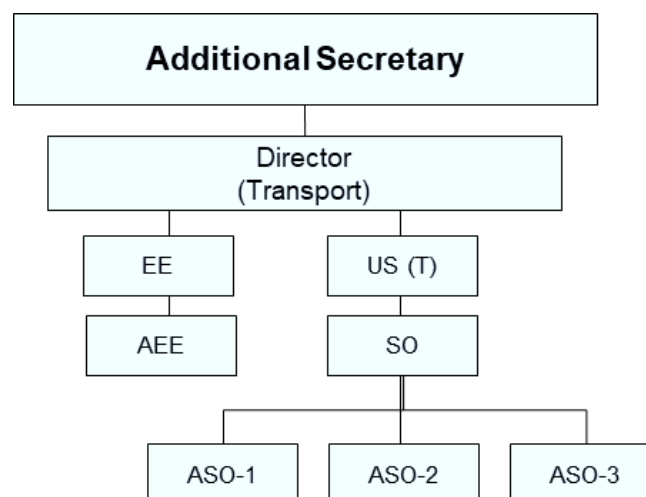 Additional Secretary
Director
(Transport)
EE
US (T)
AEE
SO
ASO-1
ASO-2
ASO-3